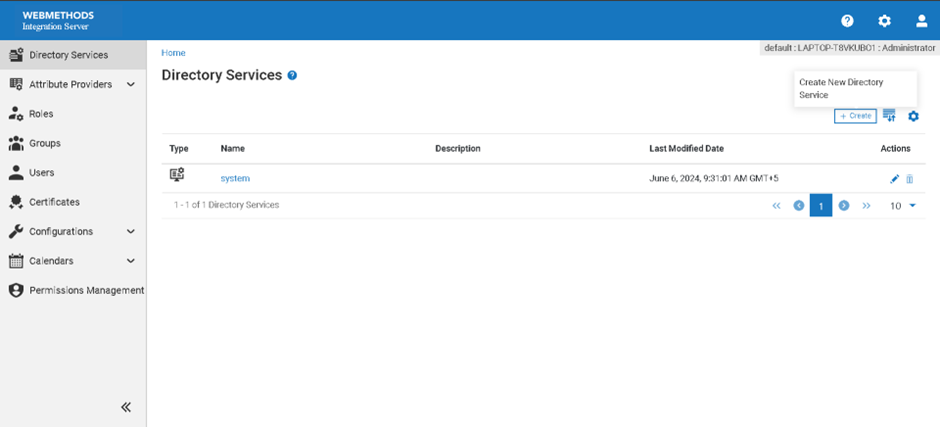 WEBMETHODS
Integration Server
default : LAPTOP-T8VKUBO1 : Administrator
Directory Services
Attribute Providers
Roles
Groups
Users
Certificates
Configurations
Calendars
Permissions Management
Home
Directory Services
Create New Directory
Service
+ Create
Type Name Description Last Modified Date Actions
system June 6, 2024, 9:31:01 AM GMT+5
1 - 1 of 1 Directory Services
1
10